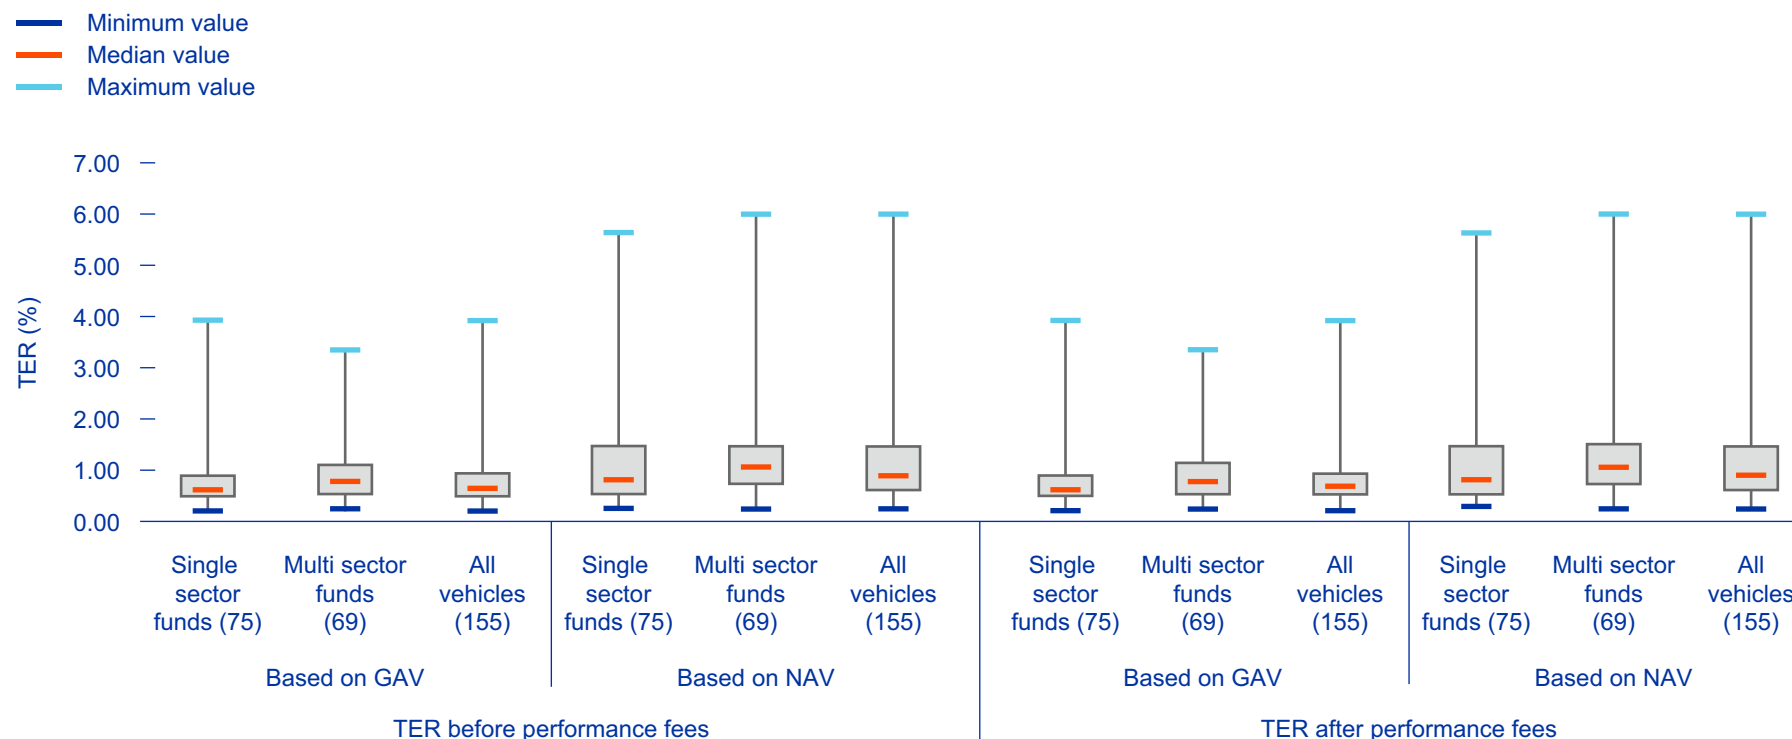 Minimum value
Median value
Maximum value
7.00
6.00
5.00
4.00
3.00
2.00
1.00
0.00
TER (%)
Single
sector
funds (75)
Multi sector
funds
(69)
All
vehicles
(155)
Single
sector
funds (75)
Multi sector
funds
(69)
All
vehicles
(155)
Single
sector
funds (75)
Multi sector
funds
(69)
All
vehicles
(155)
Single
sector
funds (75)
Multi sector
funds
(69)
All
vehicles
(155)
Based on GAV
Based on NAV
Based on GAV
Based on NAV
TER before performance fees
TER after performance fees